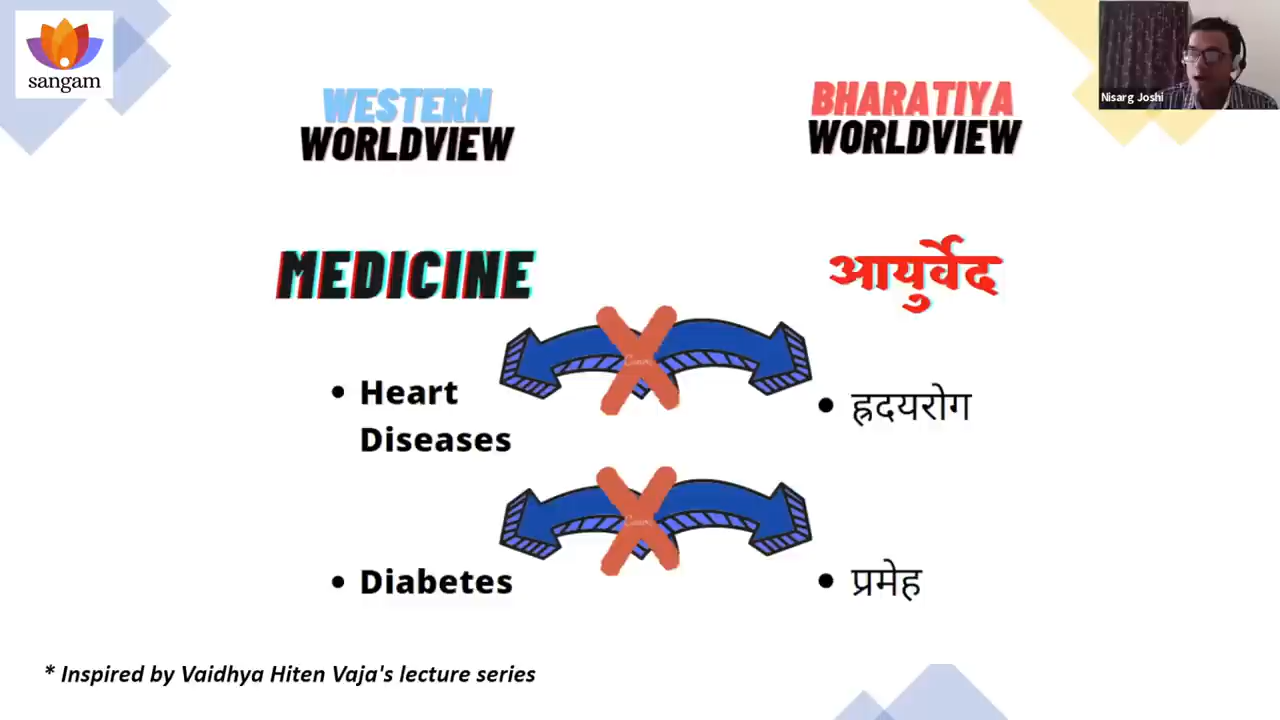 sangam
WESTERN
WORLDVIEW
BHARATIYA
WORLDVIEW
Nisarg Joshi
MEDICINE
आयुर्वेद
• Heart
Diseases
• ह्रदयरोग
• Diabetes
• प्रमेह
* Inspired by Vaidhya Hiten Vaja's lecture series